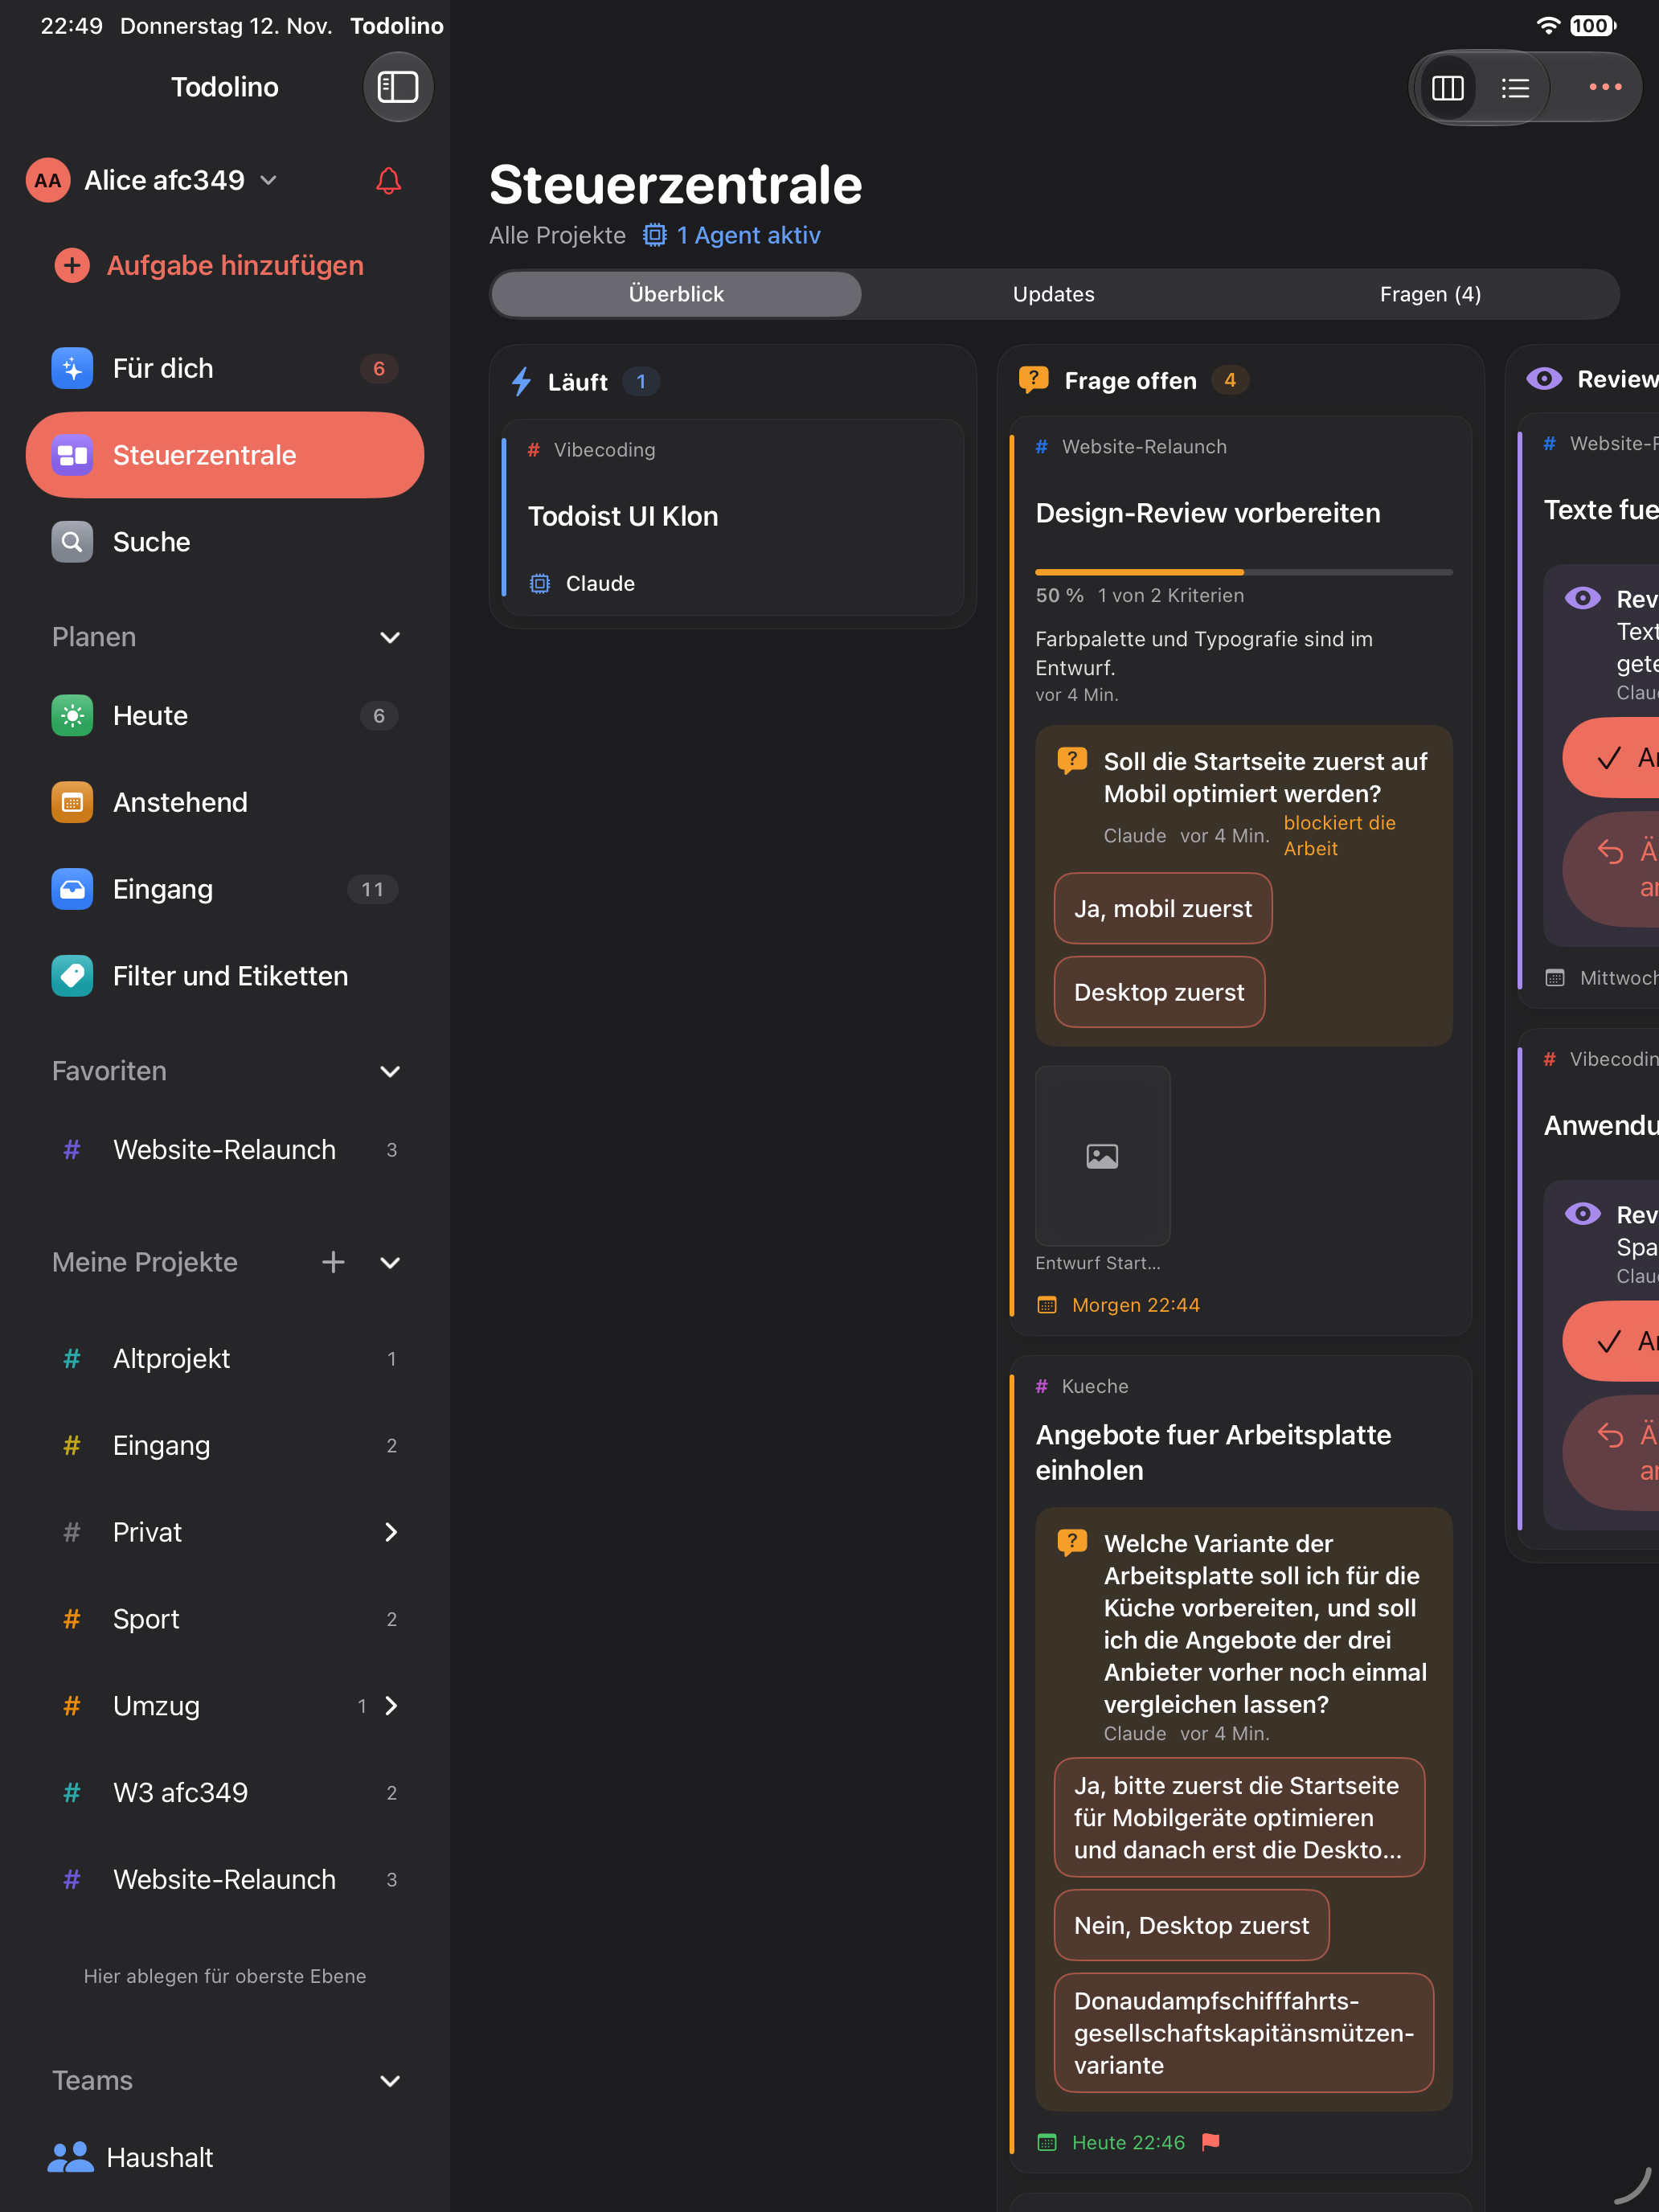 22:49 Donnerstag 12. Nov. Todolino
100
Todolino
AA Alice afc349
Aufgabe hinzufügen
Für dich 6
Steuerzentrale
Suche
Planen
Heute 6
Anstehend
Eingang 11
Filter und Etiketten
Favoriten
# Website-Relaunch 3
Meine Projekte
# Altprojekt 1
# Eingang 2
# Privat
# Sport 2
# Umzug 1
# W3 afc349 2
# Website-Relaunch 3
Hier ablegen für oberste Ebene
Teams
Haushalt
Steuerzentrale
Alle Projekte 1 Agent aktiv
Überblick Updates Fragen (4)
Läuft 1
# Vibecoding
Todoist UI Klon
Claude
Frage offen 4
# Website-Relaunch
Design-Review vorbereiten
50 % 1 von 2 Kriterien
Farbpalette und Typografie sind im
Entwurf.
vor 4 Min.
Soll die Startseite zuerst auf
Mobil optimiert werden?
Claude vor 4 Min. blockiert die
Arbeit
Ja, mobil zuerst
Desktop zuerst
Entwurf Start...
Morgen 22:44
# Kueche
Angebote fuer Arbeitsplatte
einholen
Welche Variante der
Arbeitsplatte soll ich für die
Küche vorbereiten, und soll
ich die Angebote der drei
Anbieter vorher noch einmal
vergleichen lassen?
Claude vor 4 Min.
Ja, bitte zuerst die Startseite
für Mobilgeräte optimieren
und danach erst die Deskto...
Nein, Desktop zuerst
Donaudampfschifffahrts-
gesellschaftskapitänsmützen-
variante
Heute 22:46
Review
# Website-R
Texte fue
Rev
Text
gete
Clau
Ä
Mittwoch
# Vibecodin
Anwendu
Rev
Spa
Clau
Ä